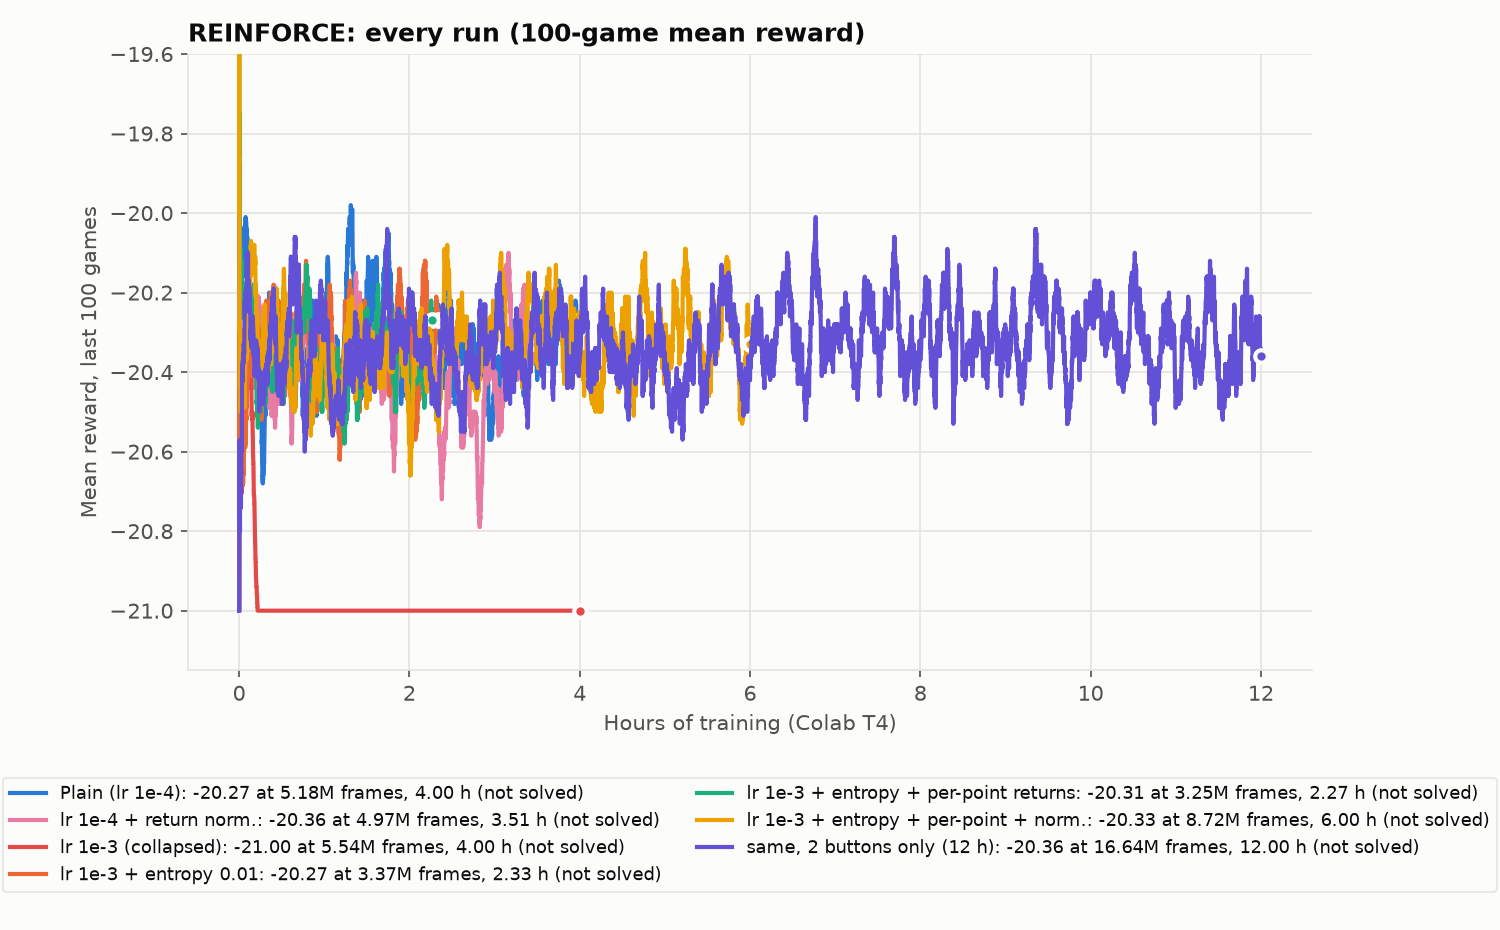 REINFORCE: every run (100-game mean reward)
−19.6
−19.8
−20.0
−20.2
−20.4
−20.6
−20.8
−21.0
Mean reward, last 100 games
0 2 4 6 8 10 12
Hours of training (Colab T4)
Plain (lr 1e-4): -20.27 at 5.18M frames, 4.00 h (not solved)
lr 1e-4 + return norm.: -20.36 at 4.97M frames, 3.51 h (not solved)
lr 1e-3 (collapsed): -21.00 at 5.54M frames, 4.00 h (not solved)
lr 1e-3 + entropy 0.01: -20.27 at 3.37M frames, 2.33 h (not solved)
lr 1e-3 + entropy + per-point returns: -20.31 at 3.25M frames, 2.27 h (not solved)
lr 1e-3 + entropy + per-point + norm.: -20.33 at 8.72M frames, 6.00 h (not solved)
same, 2 buttons only (12 h): -20.36 at 16.64M frames, 12.00 h (not solved)